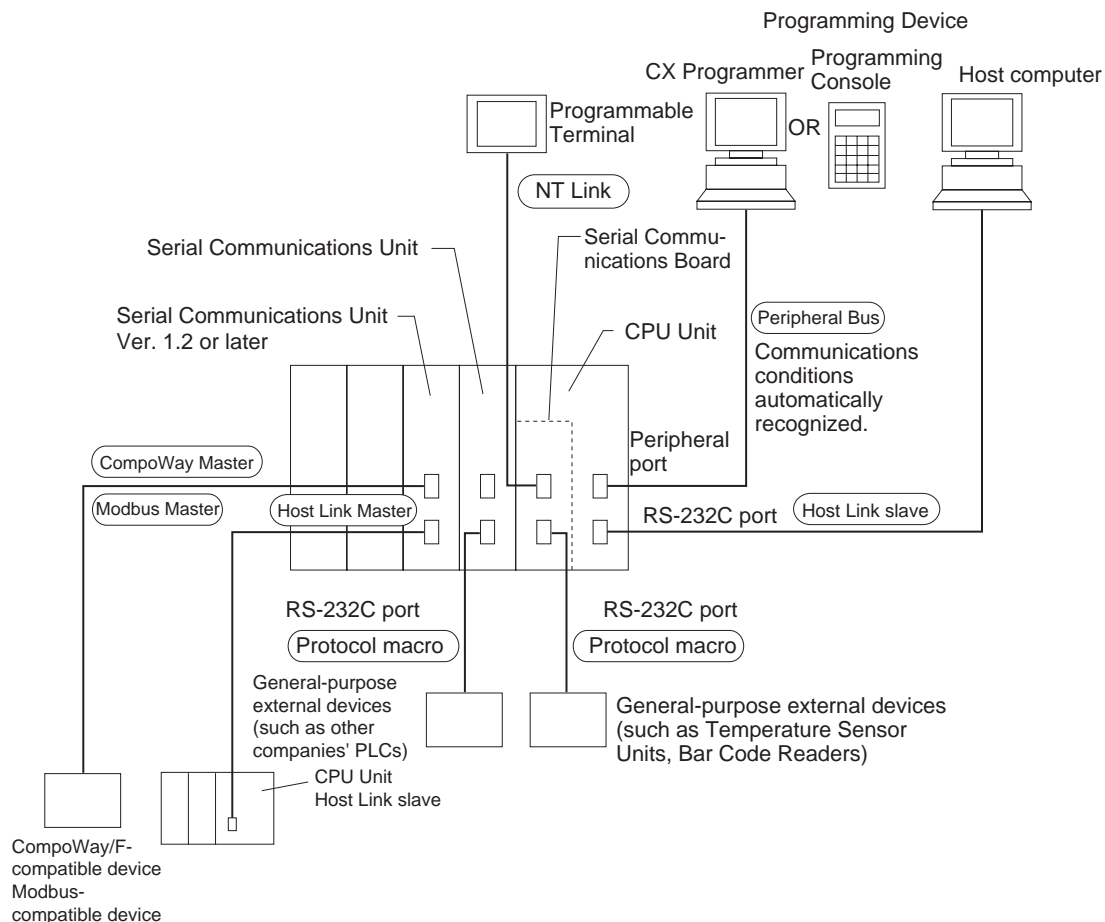 Programming Device
CX Programmer
OR
Programming
Console
Host computer
Programmable
Terminal
NT Link
Serial Communications Unit
Serial Commu-
nications Board
Serial Communications Unit
Ver. 1.2 or later
CPU Unit
Peripheral Bus
Communications
conditions
automatically
recognized.
Peripheral
port
CompoWay Master
Modbus Master
Host Link Master
RS-232C port
Host Link slave
RS-232C port
Protocol macro
RS-232C port
Protocol macro
General-purpose
external devices
(such as other
companies' PLCs)
General-purpose external devices
(such as Temperature Sensor
Units, Bar Code Readers)
CPU Unit
Host Link slave
CompoWay/F-
compatible device
Modbus-
compatible device